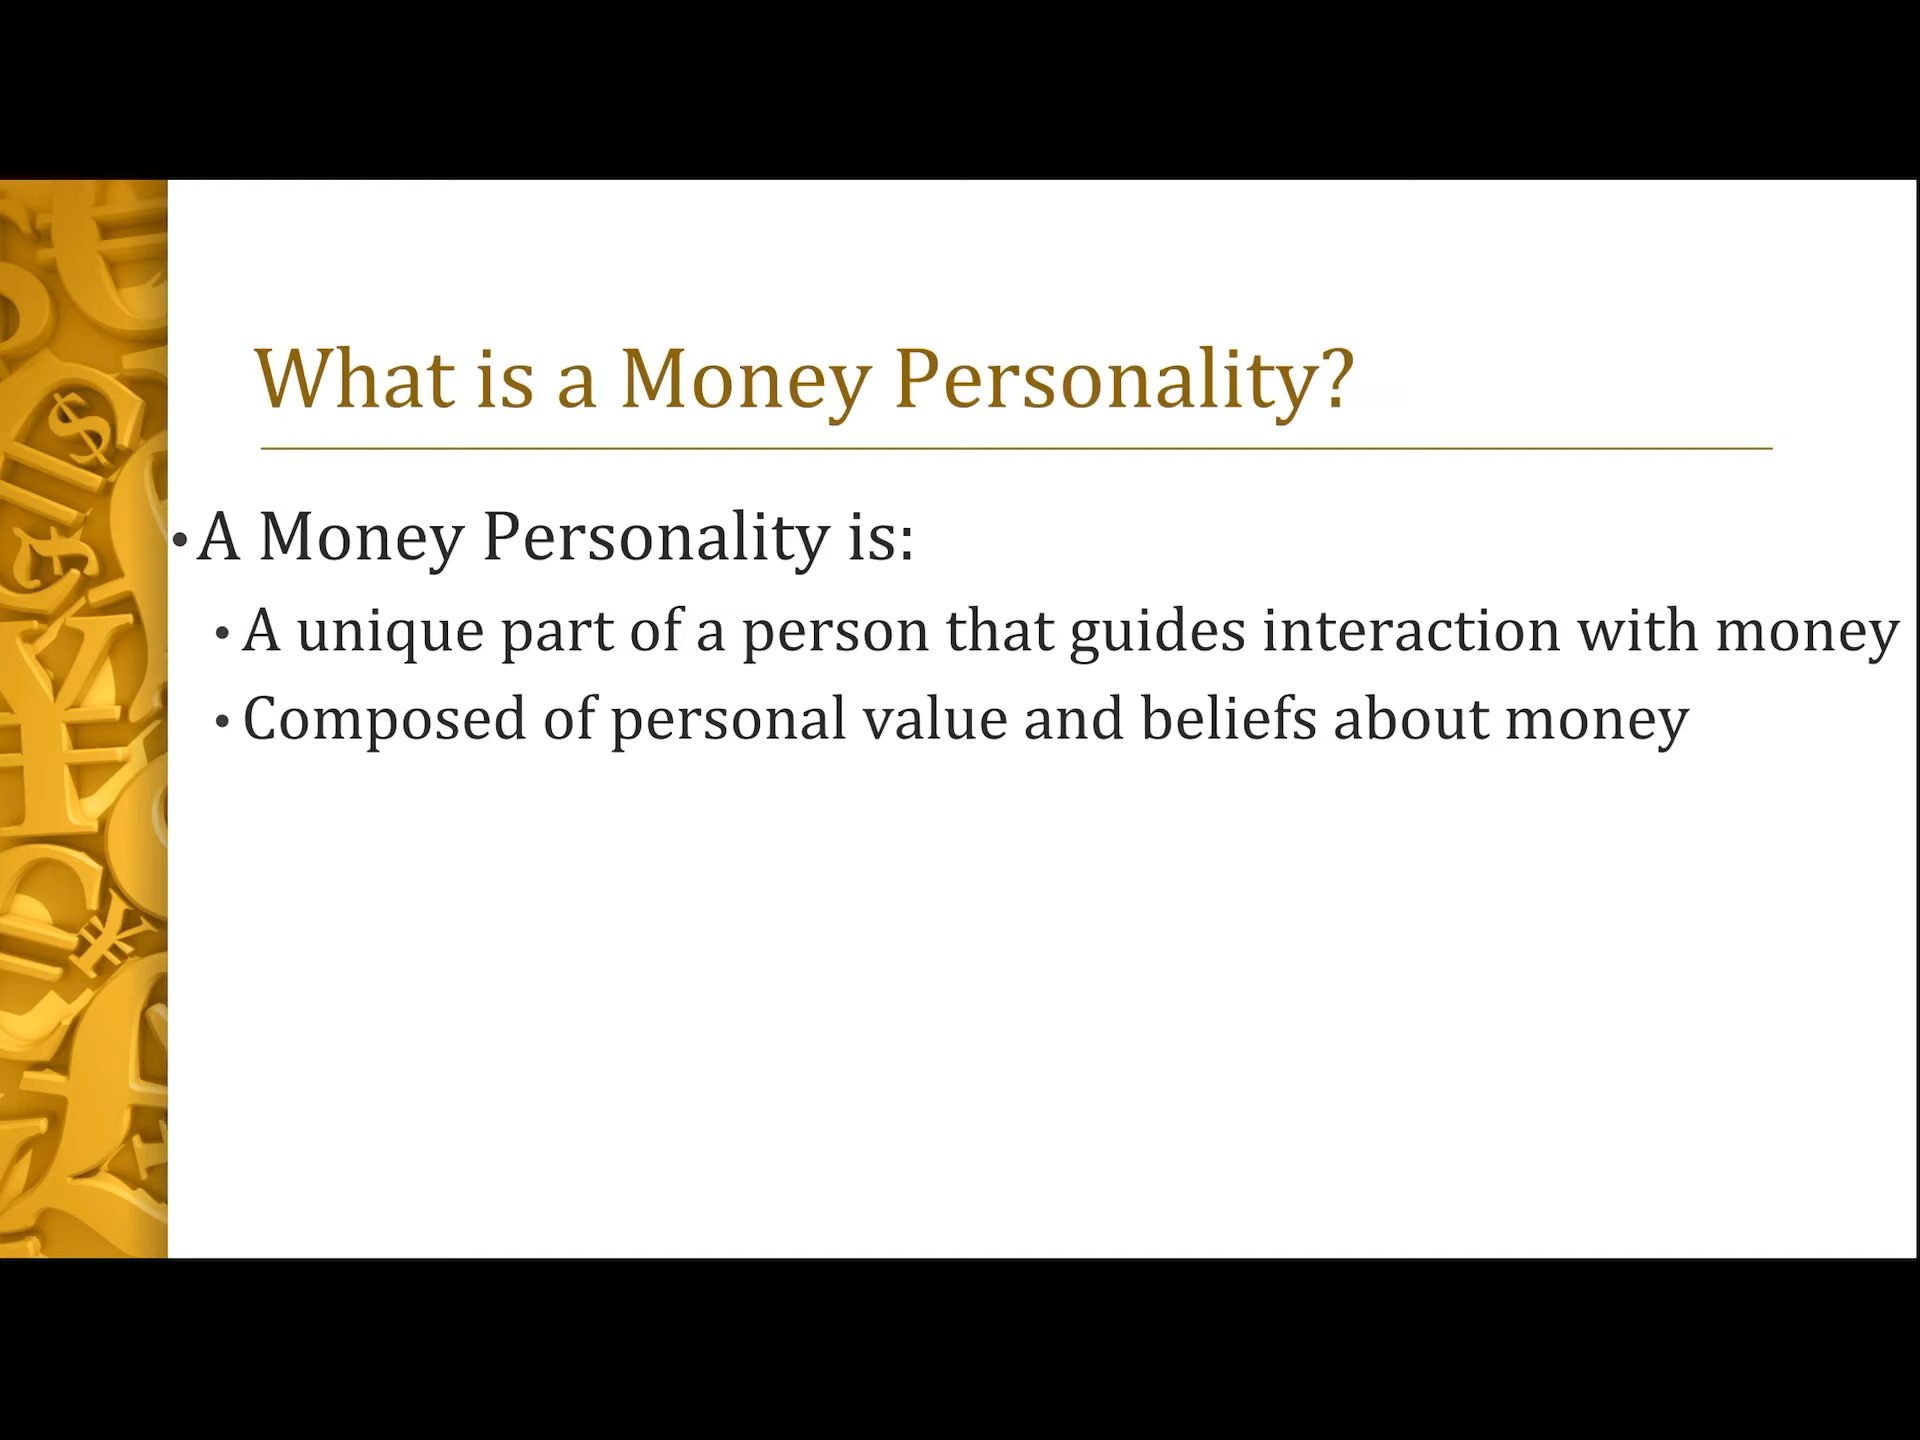 What is a Money Personality?
• A Money Personality is:
• A unique part of a person that guides interaction with money
• Composed of personal value and beliefs about money